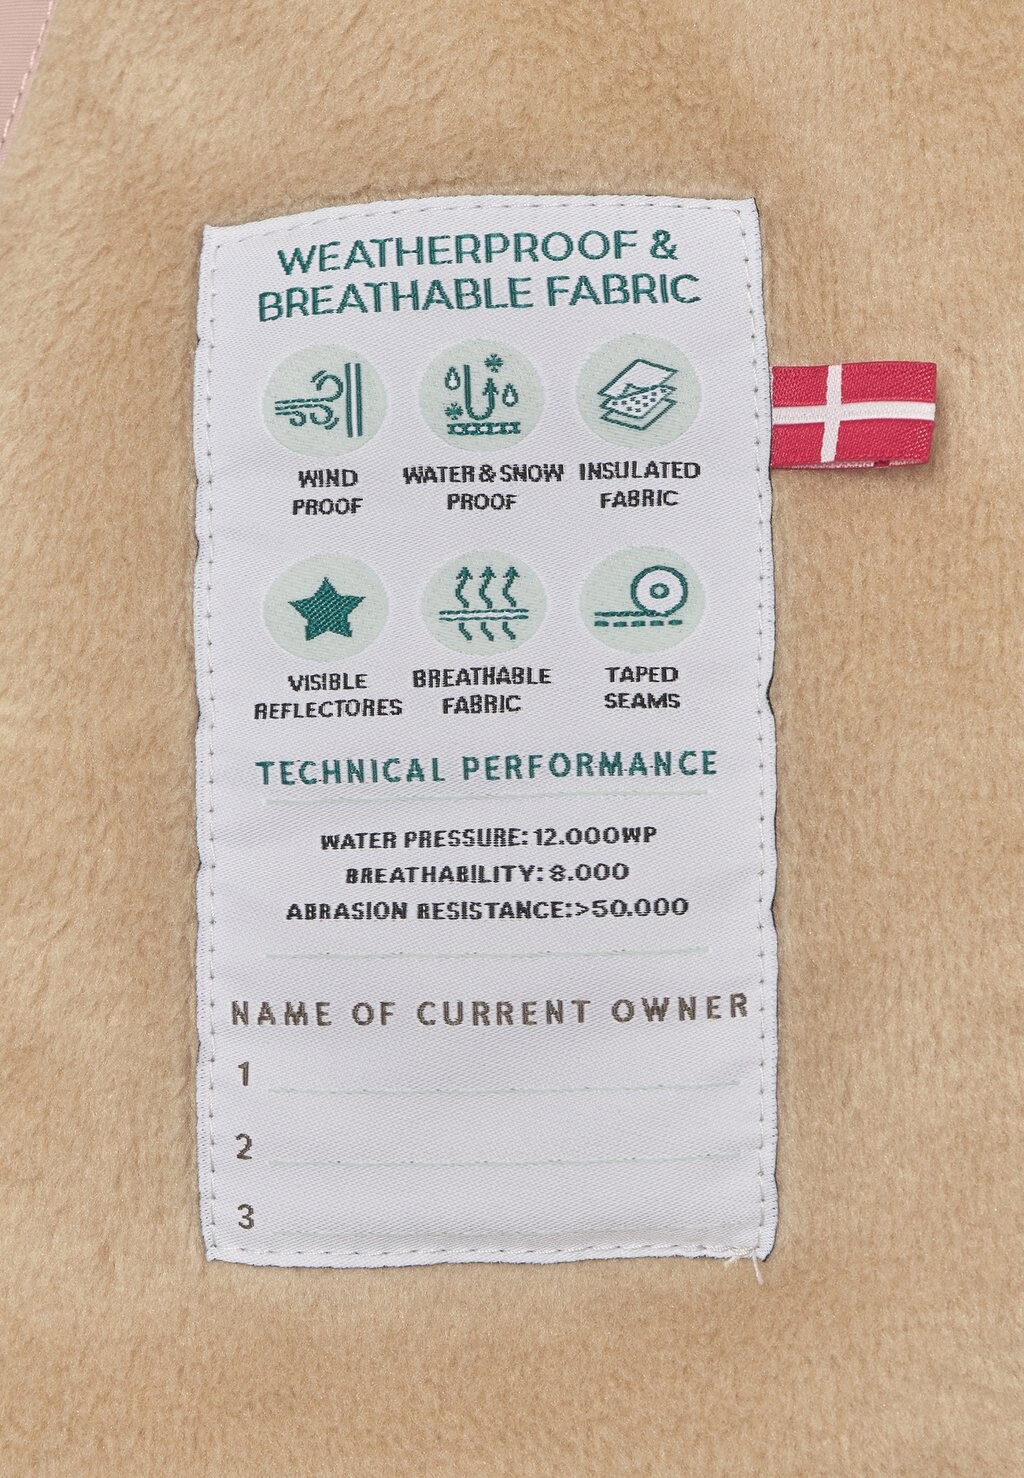 WEATHERPROOF &
BREATHABLE FABRIC
WIND
PROOF
WATER & SNOW
PROOF
INSULATED
FABRIC
VISIBLE
REFLECTORES
BREATHABLE
FABRIC
TAPED
SEAMS
TECHNICAL PERFORMANCE
WATER PRESSURE: 12.000WP
BREATHABILITY: 8.000
ABRASION RESISTANCE:>50.000
NAME OF CURRENT OWNER
1
2
3